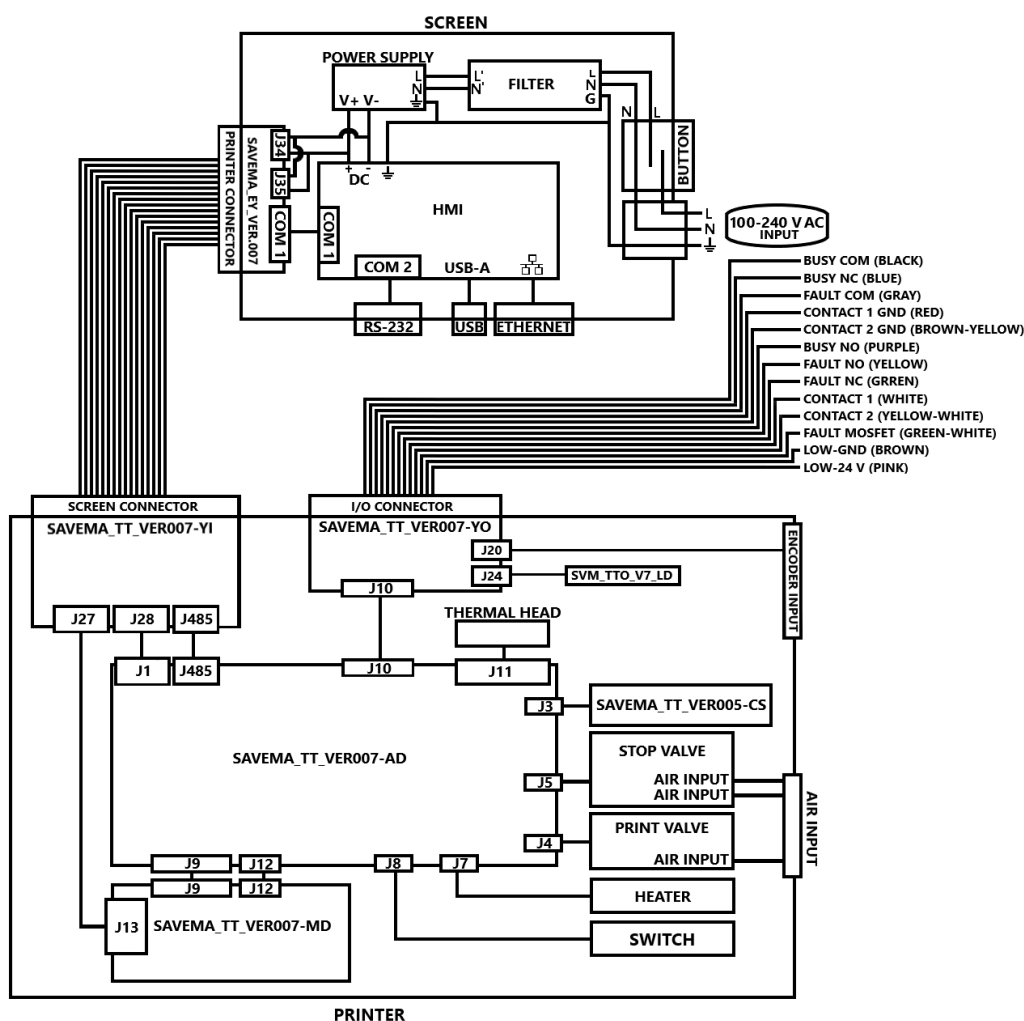 SCREEN
POWER SUPPLY
L
N
V+ V-
L'
N'
FILTER
L
N
G
N
L
BUTTON
J34
J35
PRINTER CONNECTOR
SAVEMA_EY_VER.007
COM 1
COM 1
+ -
DC
HMI
COM 2
USB-A
RS-232
USB
ETHERNET
L
N
100-240 V AC
INPUT
BUSY COM (BLACK)
BUSY NC (BLUE)
FAULT COM (GRAY)
CONTACT 1 GND (RED)
CONTACT 2 GND (BROWN-YELLOW)
BUSY NO (PURPLE)
FAULT NO (YELLOW)
FAULT NC (GRREN)
CONTACT 1 (WHITE)
CONTACT 2 (YELLOW-WHITE)
FAULT MOSFET (GREEN-WHITE)
LOW-GND (BROWN)
LOW-24 V (PINK)
SCREEN CONNECTOR
SAVEMA_TT_VER007-YI
I/O CONNECTOR
SAVEMA_TT_VER007-YO
J20
J24
SVM_TTO_V7_LD
ENCODER INPUT
J10
J27
J28
J485
THERMAL HEAD
J1
J485
J10
J11
J3
SAVEMA_TT_VER005-CS
SAVEMA_TT_VER007-AD
STOP VALVE
J5
AIR INPUT
AIR INPUT
AIR INPUT
PRINT VALVE
J4
AIR INPUT
J9
J12
J8
J7
J9
J12
HEATER
J13
SAVEMA_TT_VER007-MD
SWITCH
PRINTER